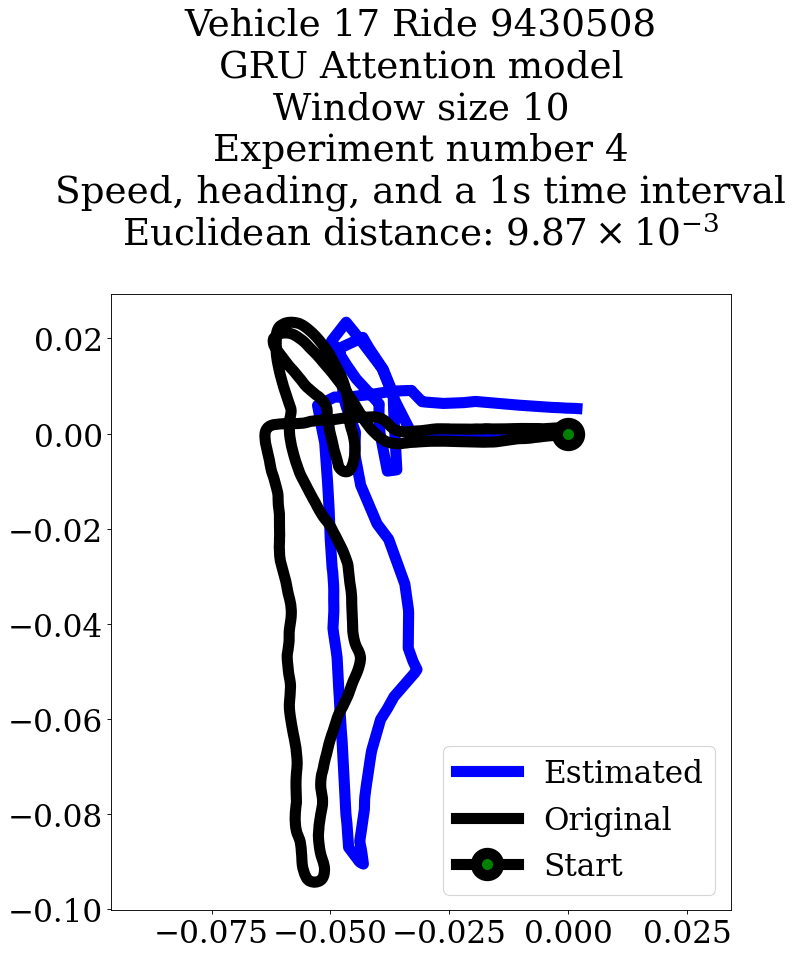 Vehicle 17 Ride 9430508
GRU Attention model
Window size 10
Experiment number 4
Speed, heading, and a 1s time interval
Euclidean distance: 9.87 × 10⁻³
0.02
0.00
−0.02
−0.04
−0.06
−0.08
−0.10
−0.075 −0.050 −0.025 0.000 0.025
Estimated
Original
Start